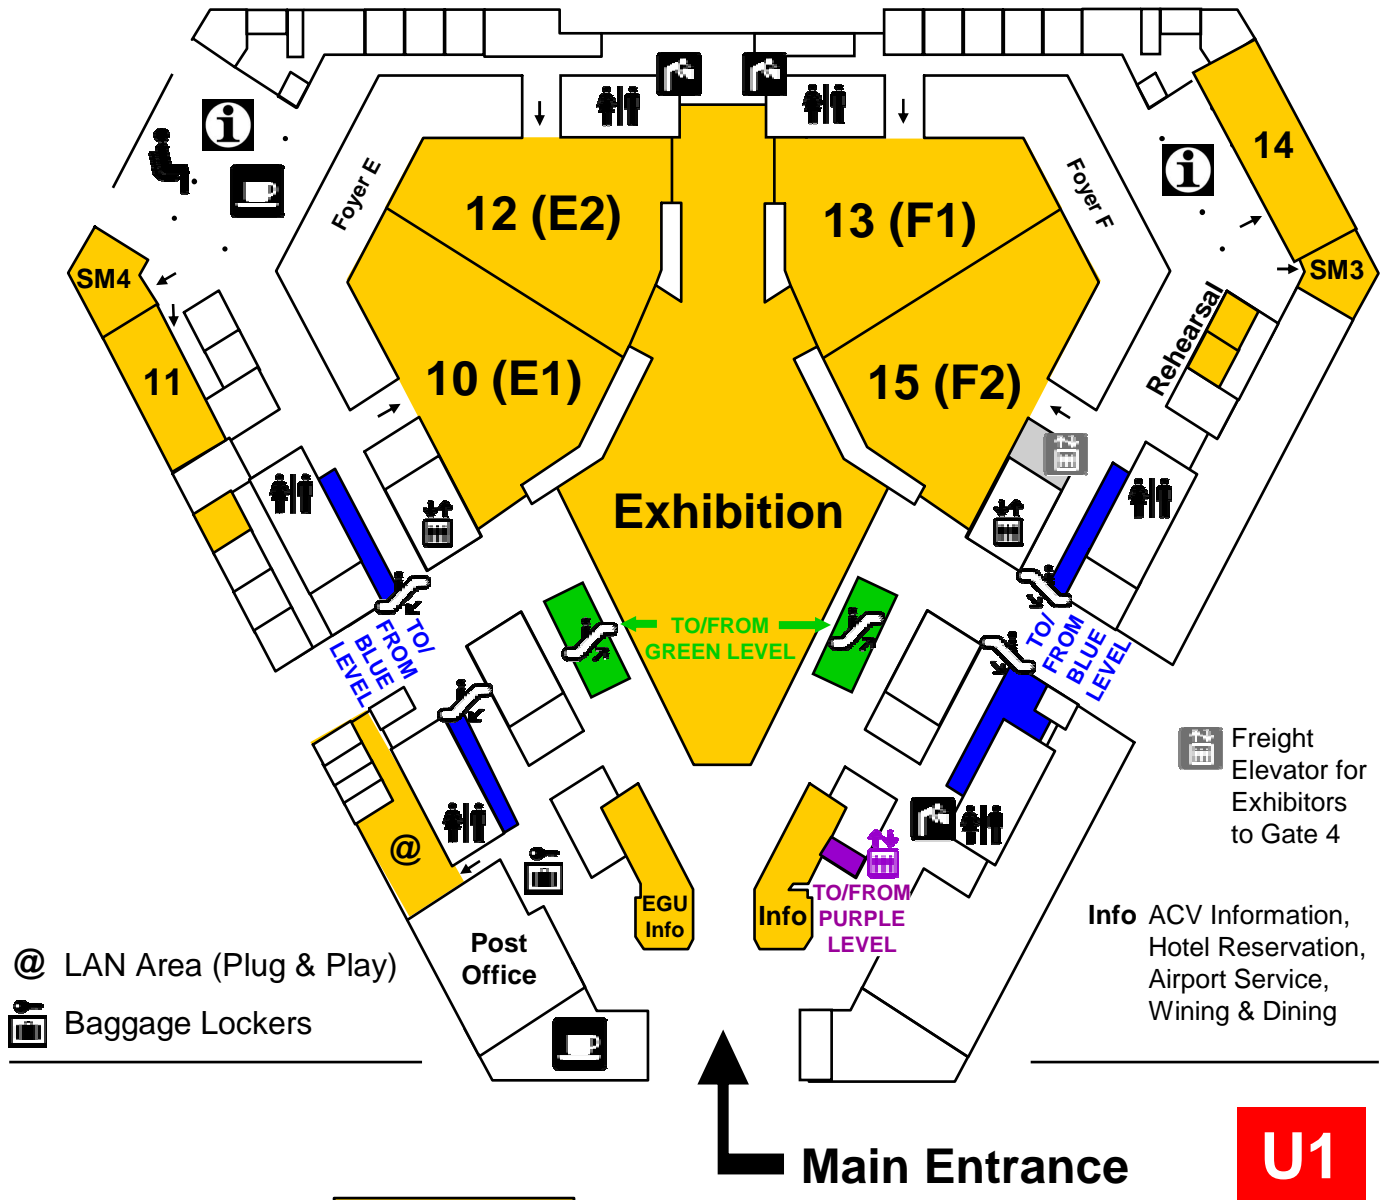 14
Foyer E
Foyer F
12 (E2)
13 (F1)
SM4
SM3
Rehearsal
11
10 (E1)
15 (F2)
Exhibition
TO/FROM
GREEN LEVEL
TO/
FROM
BLUE
LEVEL
TO/
FROM
BLUE
LEVEL
Freight
Elevator for
Exhibitors
to Gate 4
@
EGU
Info
Info
TO/FROM
PURPLE
LEVEL
Post
Office
Info ACV Information,
Hotel Reservation,
Airport Service,
Wining & Dining
@ LAN Area (Plug & Play)
Baggage Lockers
Main Entrance
U1